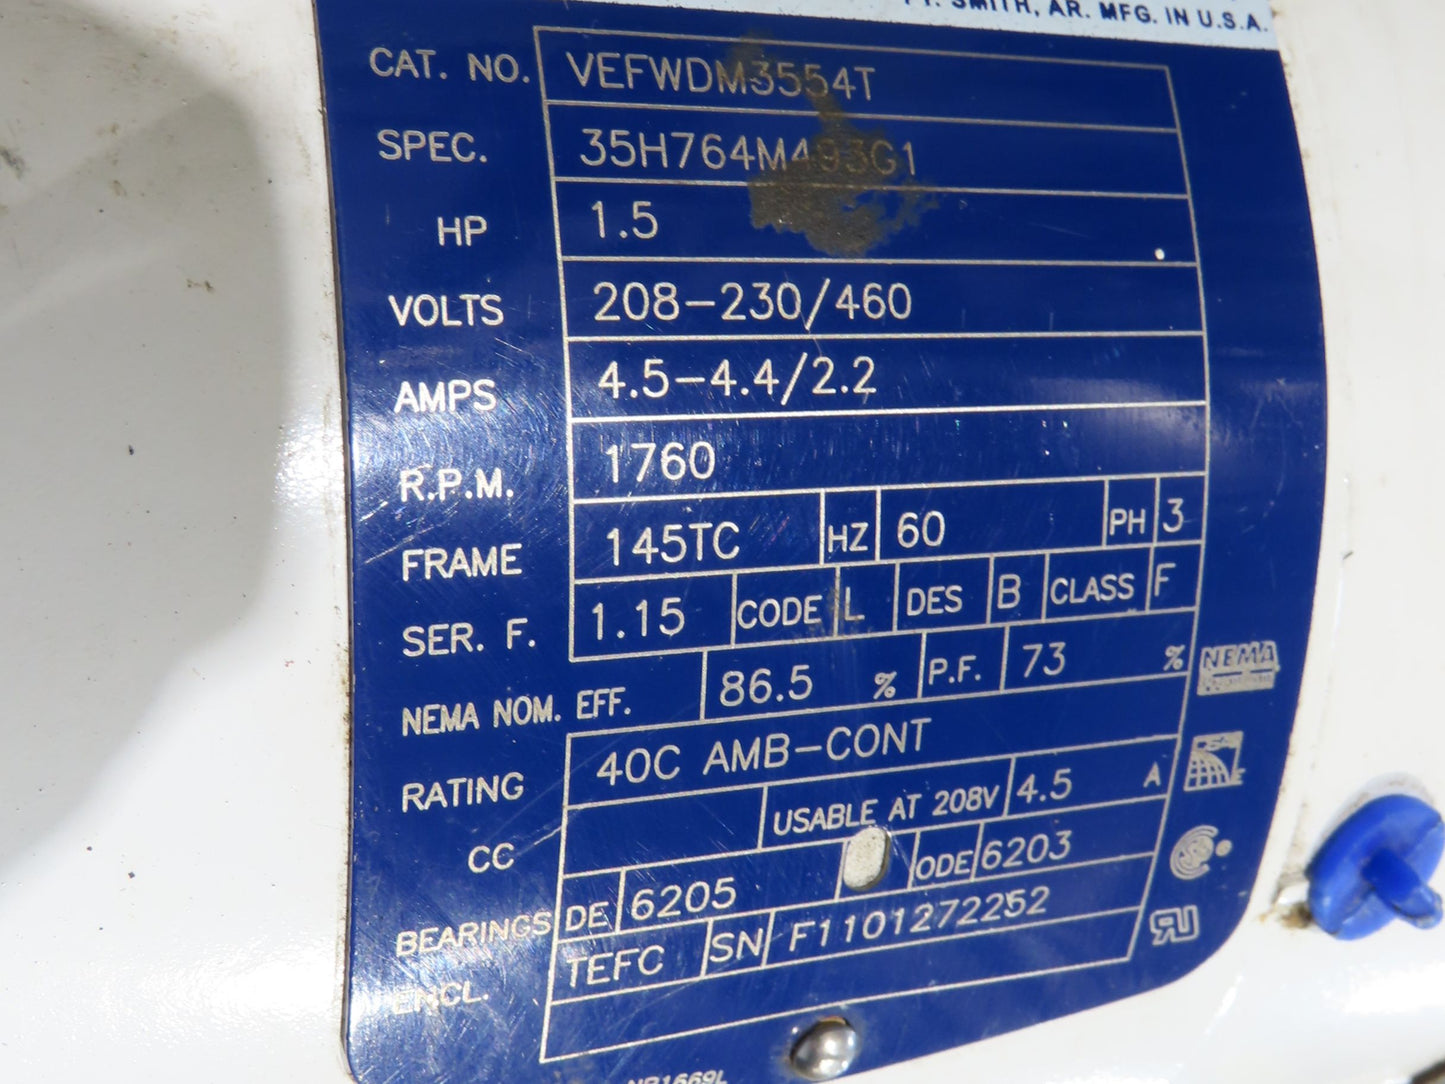 FT. SMITH, AR. MFG. IN U.S.A.
CAT. NO. VEFWDM3554T
SPEC. 35H764M493G1
HP 1.5
VOLTS 208-230/460
AMPS 4.5-4.4/2.2
R.P.M. 1760
FRAME 145TC HZ 60 PH 3
SER. F. 1.15 CODE L DES B CLASS F
NEMA NOM. EFF. 86.5 % P.F. 73 %
NEMA
RATING 40C AMB-CONT
CC USABLE AT 208V 4.5 A
BEARINGS DE 6205 ODE 6203
ENCL. TEFC SN F1101272252
NP1669L